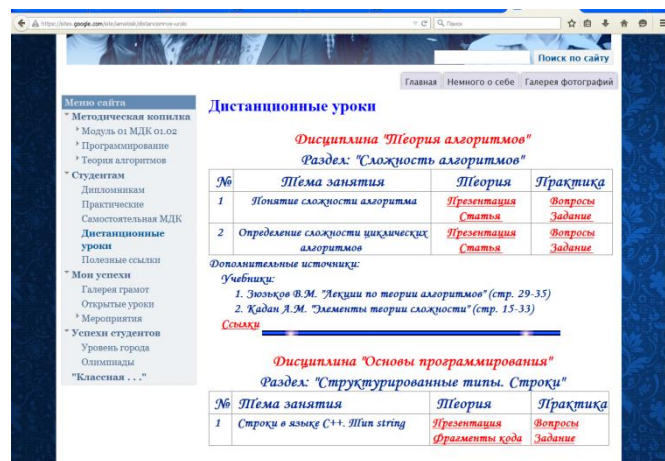 https://sites.google.com/site/amwtsk/distancionnye-uroki
Поиск
Поиск по сайту
Главная Немного о себе Галерея фотографий
Меню сайта
Методическая копилка
Модуль 01 МДК 01.02
Программирование
Теория алгоритмов
Студентам
Дипломникам
Практические
Самостоятельная МДК
Дистанционные
уроки
Полезные ссылки
Мои успехи
Галерея грамот
Открытые уроки
Мероприятия
Успехи студентов
Уровень города
Олимпиады
"Классная . . ."
Дистанционные уроки
Дисциплина "Теория алгоритмов"
Раздел: "Сложность алгоритмов"
№ Тема занятия Теория Практика
1 Понятие сложности алгоритма Презентация Вопросы
Статья Задание
2 Определение сложности циклических Презентация Вопросы
алгоритмов Статья Задание
Дополнительные источники:
Учебники:
1. Зюзьков В.М. "Лекции по теории алгоритмов" (стр. 29-35)
2. Кадан А.М. "Элементы теории сложности" (стр. 15-33)
Ссылки
Дисциплина "Основы программирования"
Раздел: "Структурированные типы. Строки"
№ Тема занятия Теория Практика
1 Строки в языке С++. Тип string Презентация Вопросы
Фрагменты кода Задание